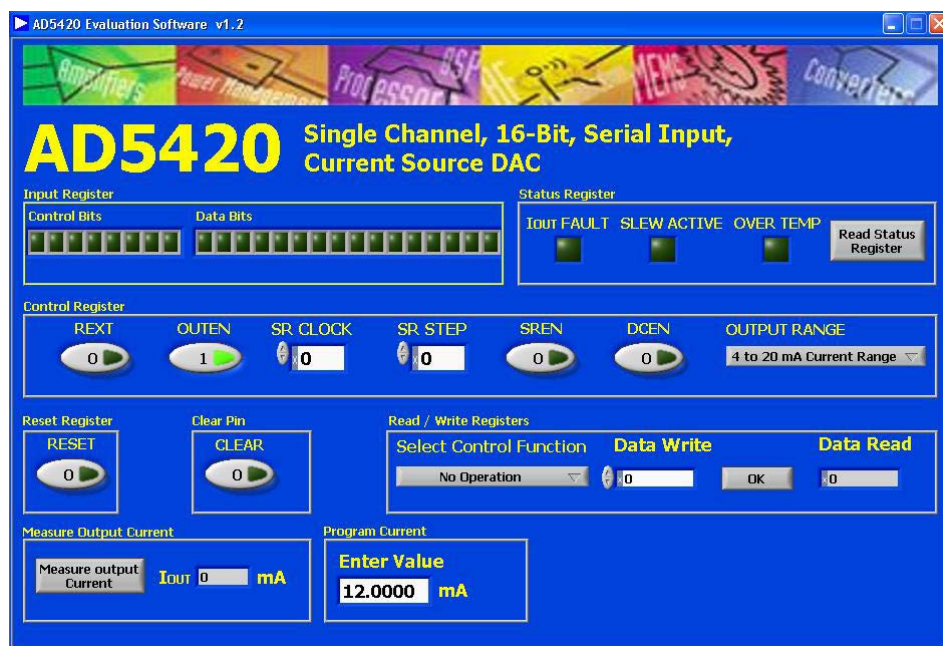 AD5420 Evaluation Software v1.2
Amplifiers Power Management Processors DSP MEMS Converters
AD5420
Single Channel, 16-Bit, Serial Input,
Current Source DAC
Input Register
Control Bits Data Bits
Status Register
IOUT FAULT SLEW ACTIVE OVER TEMP
Read Status
Register
Control Register
REXT OUTEN SR CLOCK SR STEP SREN DCEN OUTPUT RANGE
0 1 x0 x0 0 0 4 to 20 mA Current Range
Reset Register
RESET
0
Clear Pin
CLEAR
0
Read / Write Registers
Select Control Function Data Write Data Read
No Operation x0 OK x0
Measure Output Current
Measure output
Current
IOUT 0 mA
Program Current
Enter Value
12.0000 mA